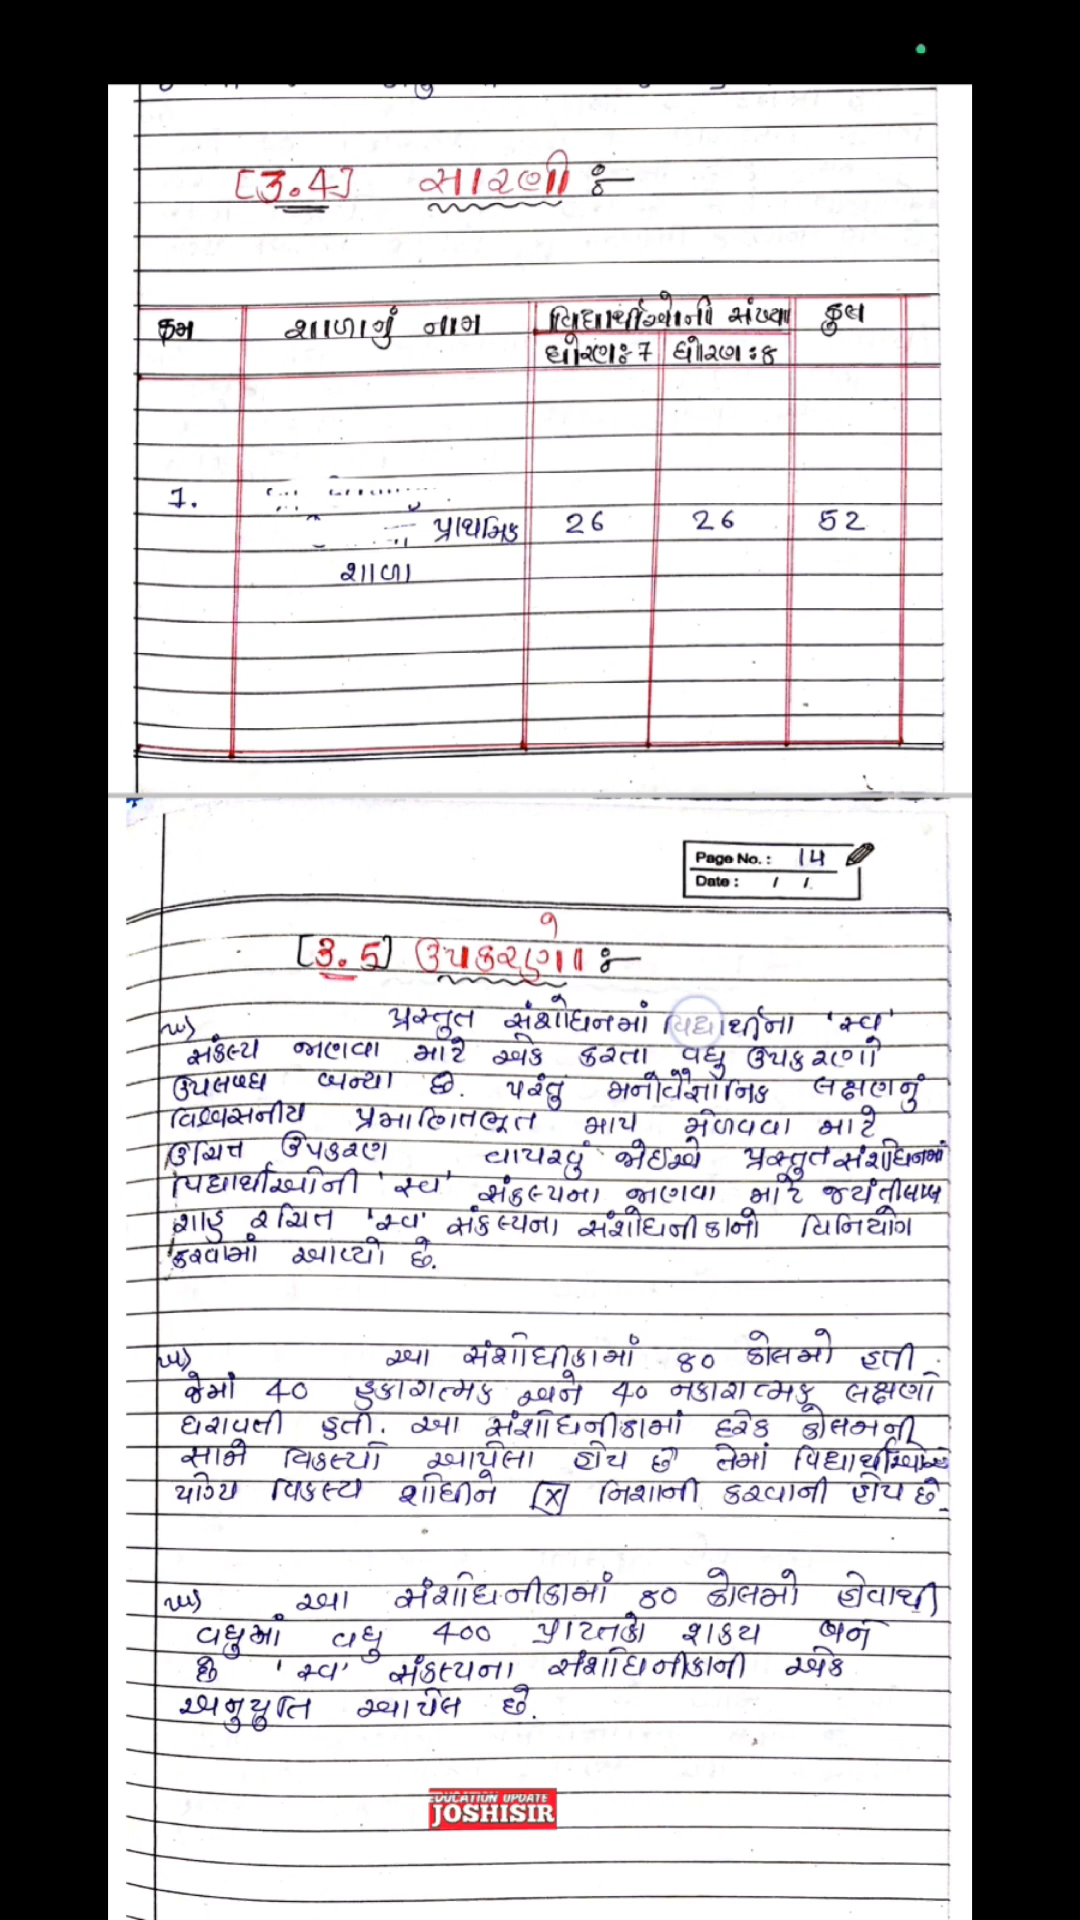 [3.4] સારણી :-
ક્રમ શાળાનું નામ વિદ્યાર્થીઓની સંખ્યા કુલ
ધોરણ:7 ધોરણ:8
1.
પ્રાથમિક 26 26 52
શાળા
Page No.: 14
Date : / /
[3.5] ઉપકરણો :-
પ્રસ્તુત સંશોધનમાં વિદ્યાર્થીના 'સ્વ'
સંકલ્પ જાણવા માટે એક કરતા વધુ ઉપકરણો
ઉપલબ્ધ બન્યા છે. પરંતુ મનોવૈજ્ઞાનિક લક્ષણનું
વિશ્વસનીય પ્રમાણિતભૂત માપ મેળવવા માટે
ઉચિત ઉપકરણ વાપરવું જોઈએ પ્રસ્તુત સંશોધનમાં
વિદ્યાર્થીઓની 'સ્વ' સંકલ્પના જાણવા માટે જયંતીલાલ
શાહ રચિત 'સ્વ' સંકલ્પના સંશોધનીકાનો વિનિયોગ
કરવામાં આવ્યો છે.
આ સંશોધીકામાં 80 કોલમો હતી.
જેમાં 40 હકારાત્મક અને 40 નકારાત્મક લક્ષણો
ધરાવતી હતી. આ સંશોધનીકામાં દરેક કોલમની
સામે વિકલ્પો આપેલા હોય છે તેમાં વિદ્યાર્થીઓએ
યોગ્ય વિકલ્પ શોધીને [X] નિશાની કરવાની હોય છે.
આ સંશોધનીકામાં 80 કોલમો હોવાથી
વધુમાં વધુ 400 પ્રાપ્તાંકો શક્ય બને
છે 'સ્વ' સંકલ્પના સંશોધનીકાની એક
આપેલ છે.
EDUCATION UPDATE
JOSHISIR